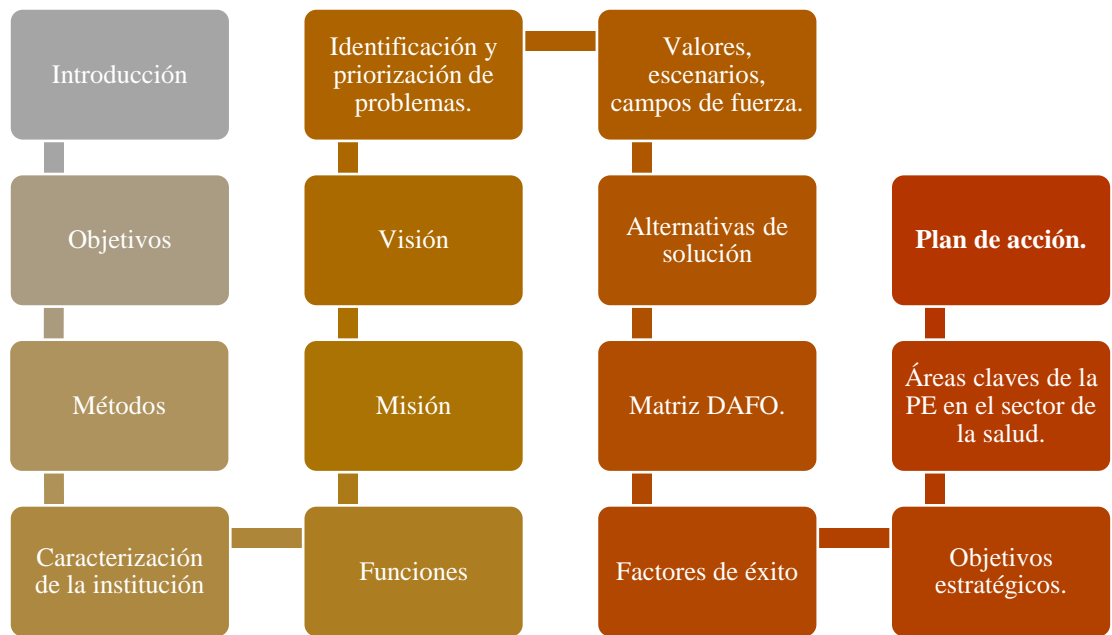 Introducción
Objetivos
Métodos
Caracterización
de la institución
Funciones
Misión
Visión
Identificación y
priorización de
problemas.
Valores,
escenarios,
campos de fuerza.
Alternativas de
solución
Matriz DAFO.
Factores de éxito
Objetivos
estratégicos.
Áreas claves de la
PE en el sector de
la salud.
Plan de acción.